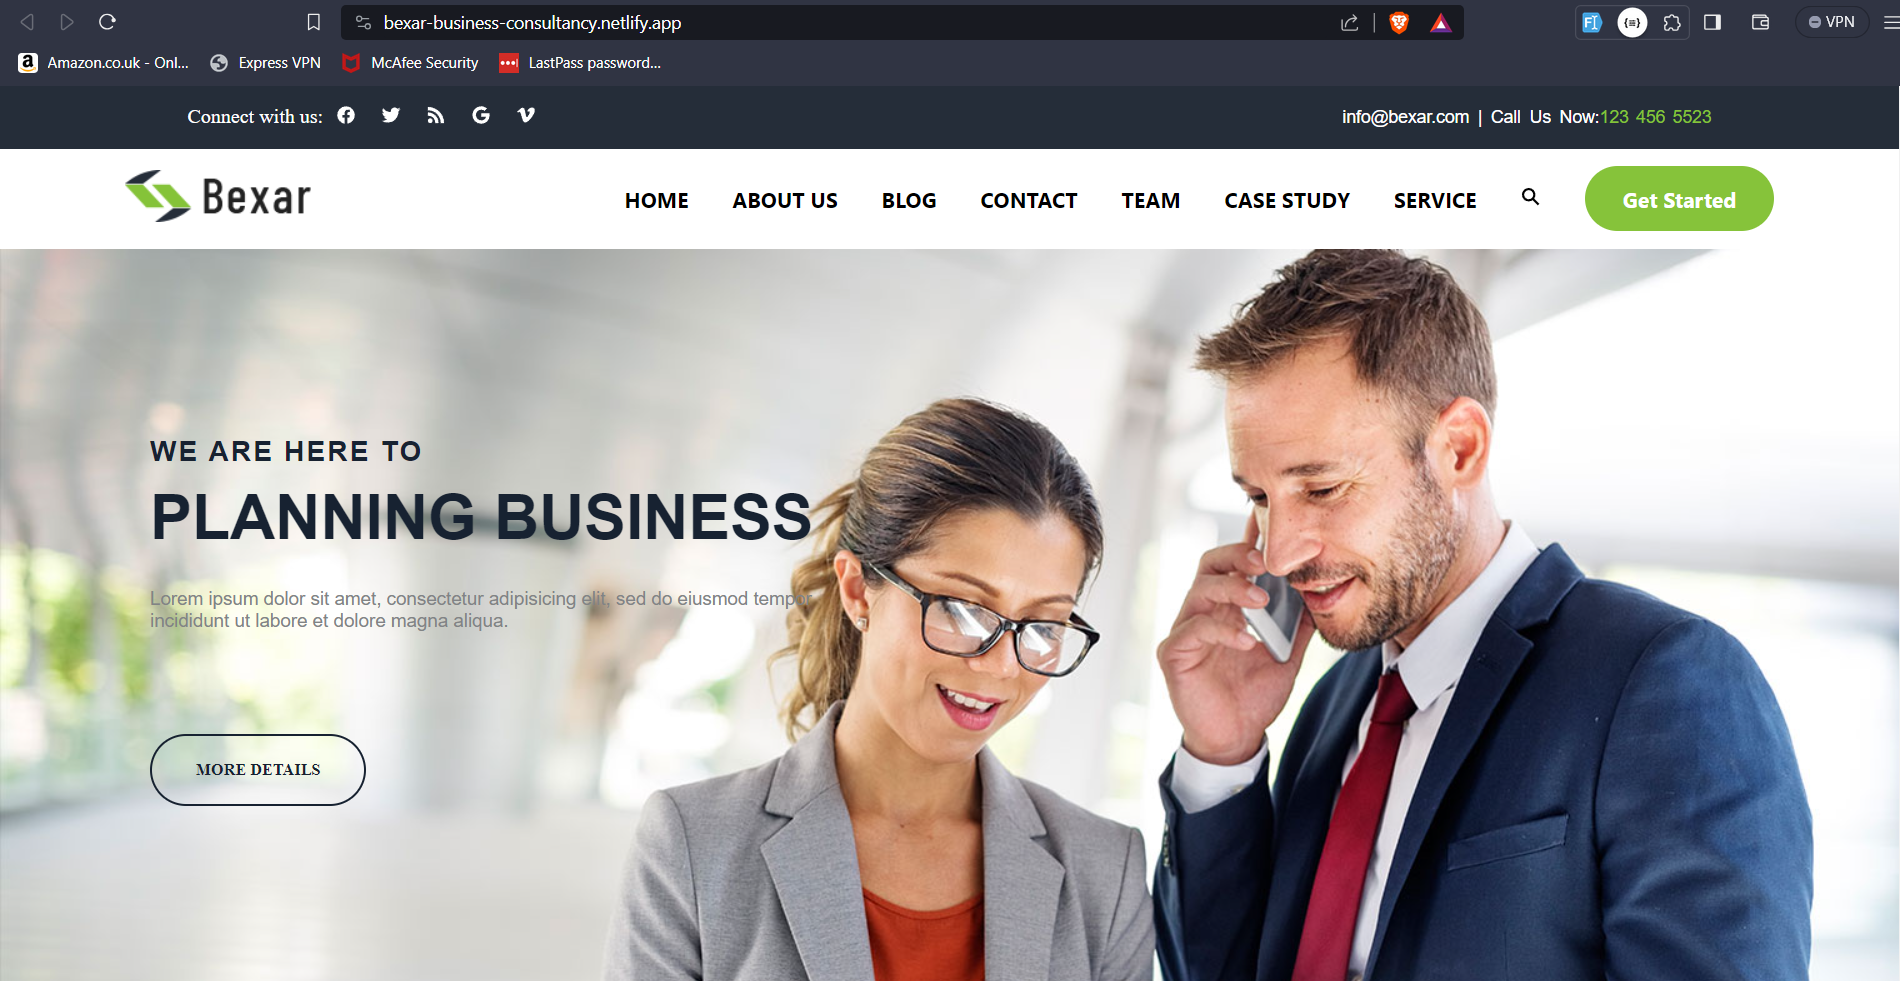 bexar-business-consultancy.netlify.app
VPN
Amazon.co.uk - Onl...
Express VPN
McAfee Security
LastPass password...
Connect with us:
info@bexar.com | Call Us Now:123 456 5523
Bexar
HOME
ABOUT US
BLOG
CONTACT
TEAM
CASE STUDY
SERVICE
Get Started
WE ARE HERE TO
PLANNING BUSINESS
Lorem ipsum dolor sit amet, consectetur adipisicing elit, sed do eiusmod tempor
incididunt ut labore et dolore magna aliqua.
MORE DETAILS